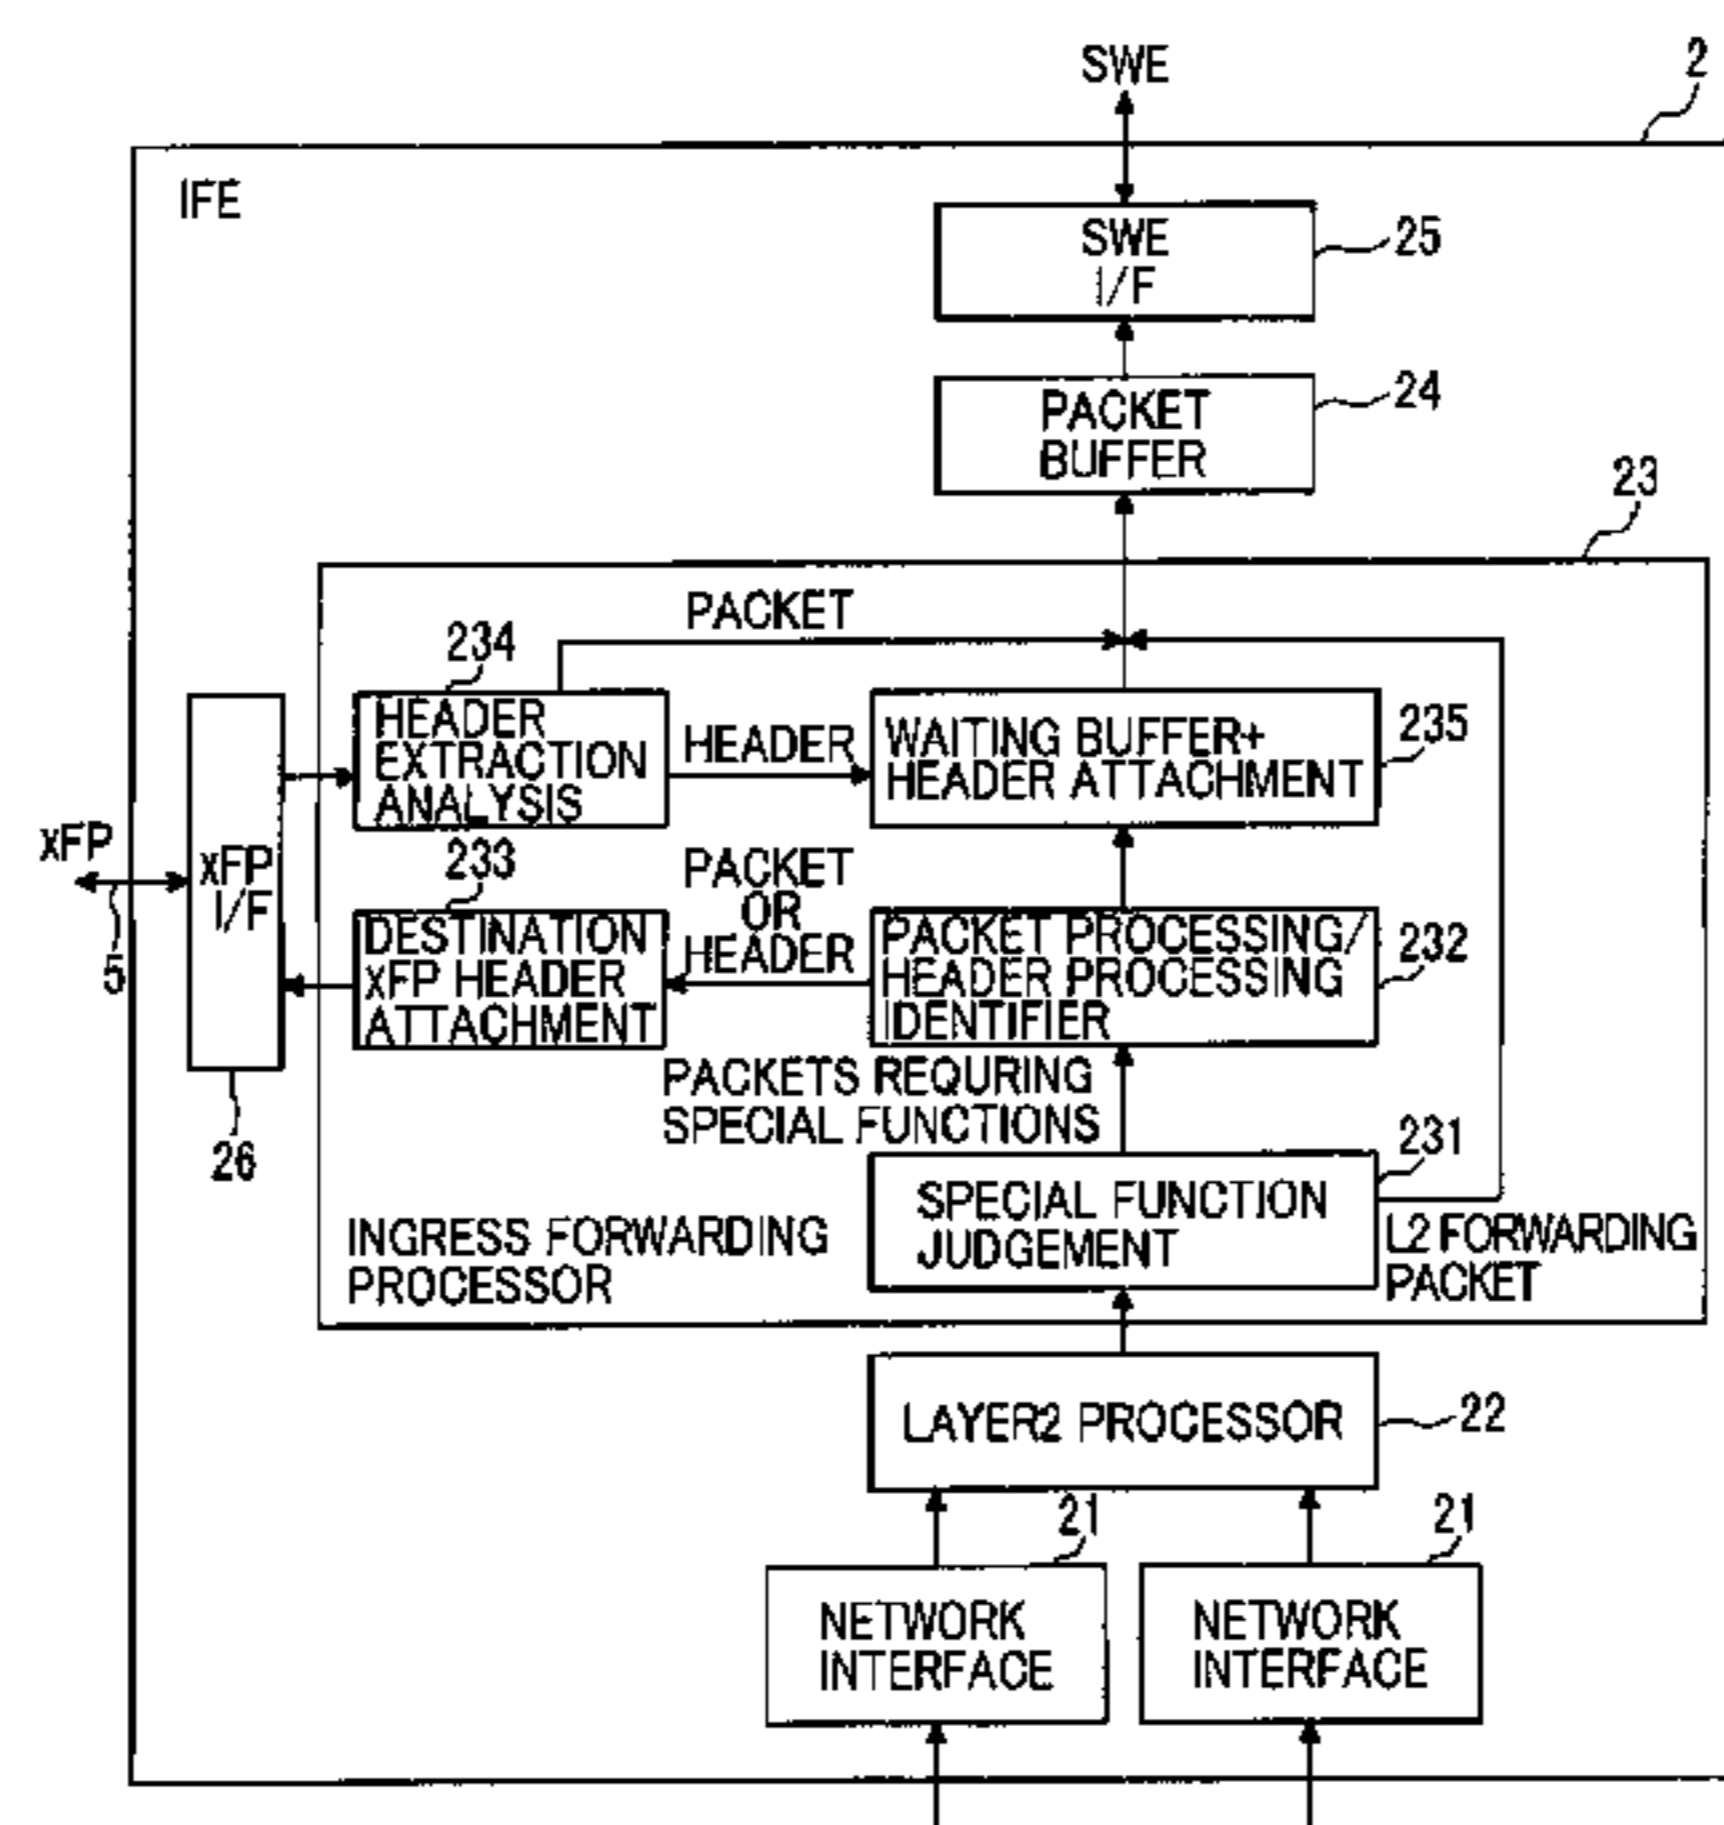 SWE
2
IFE
SWE
I/F
25
PACKET
BUFFER
24
23
PACKET
234
HEADER
EXTRACTION
ANALYSIS
HEADER
WAITING BUFFER+
HEADER ATTACHMENT
235
xFP
5
xFP
I/F
26
233
DESTINATION
xFP HEADER
ATTACHMENT
PACKET
OR
HEADER
PACKET PROCESSING/
HEADER PROCESSING
IDENTIFIER
232
PACKETS REQURING
SPECIAL FUNCTIONS
231
SPECIAL FUNCTION
JUDGEMENT
INGRESS FORWARDING
PROCESSOR
L2 FORWARDING
PACKET
LAYER2 PROCESSOR
22
21
NETWORK
INTERFACE
21
NETWORK
INTERFACE